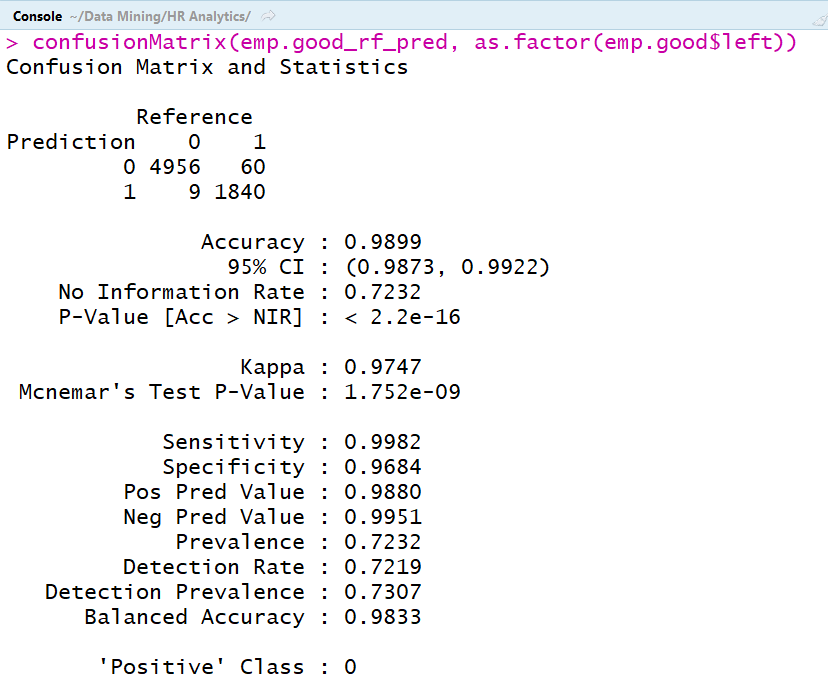 Console ~/Data Mining/HR Analytics/
> confusionMatrix(emp.good_rf_pred, as.factor(emp.good$left))
Confusion Matrix and Statistics

          Reference
Prediction    0    1
         0 4956   60
         1    9 1840

               Accuracy : 0.9899
                 95% CI : (0.9873, 0.9922)
    No Information Rate : 0.7232
    P-Value [Acc > NIR] : < 2.2e-16

                  Kappa : 0.9747
 Mcnemar's Test P-Value : 1.752e-09

            Sensitivity : 0.9982
            Specificity : 0.9684
         Pos Pred Value : 0.9880
         Neg Pred Value : 0.9951
             Prevalence : 0.7232
         Detection Rate : 0.7219
   Detection Prevalence : 0.7307
      Balanced Accuracy : 0.9833

       'Positive' Class : 0